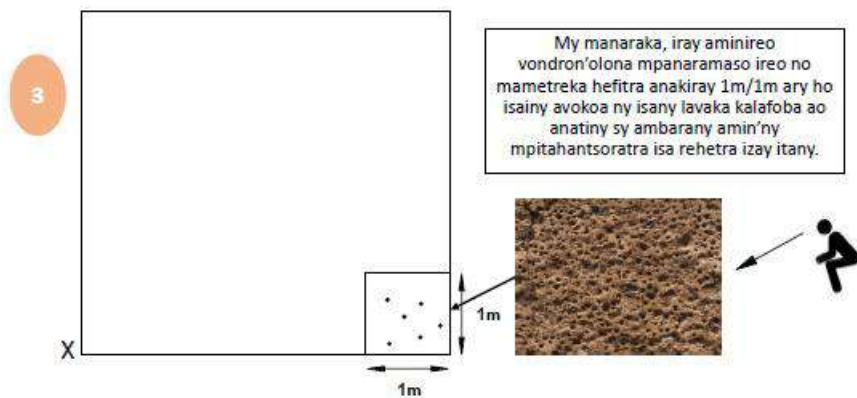 3
My manaraka, iray aminireo
vondron'olona mpanaramaso ireo no
mametreka hefitra anakiray 1m/1m ary ho
isainy avokoa ny isany lavaka kalafoba ao
anatiny sy ambarany amin'ny
mpitahantsoratra isa rehetra izay itany.
X
1m
1m